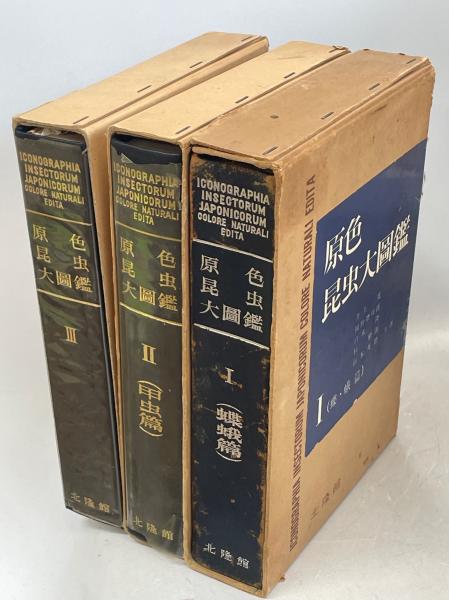 ICONOGRAPHIA
INSECTORUM
JAPONICORUM
COLORE NATURALI
EDITA
原色
昆虫
大圖鑑
III
北隆館
ICONOGRAPHIA
INSECTORUM
JAPONICORUM
COLORE NATURALI
EDITA
原色
昆虫
大圖鑑
II
(甲虫篇)
北隆館
ICONOGRAPHIA
INSECTORUM
JAPONICORUM
COLORE NATURALI
EDITA
原色
昆虫
大圖鑑
I
(蝶蛾篇)
北隆館
ICONOGRAPHIA INSECTORUM JAPONICORUM COLORE NATURALI EDITA
原色
昆虫大圖鑑
I (蝶・蛾篇)
北隆館